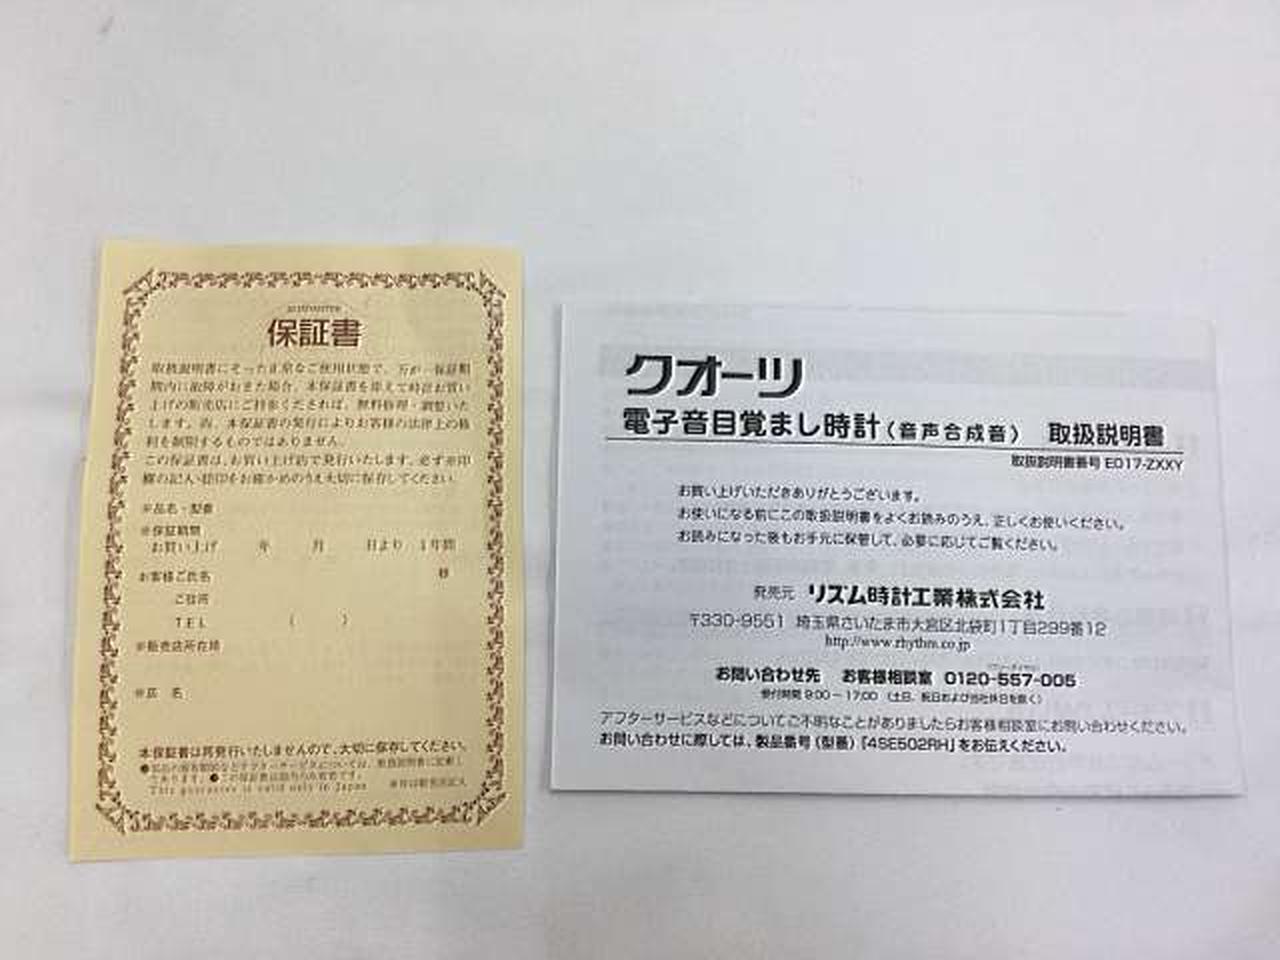 保証書
取扱説明書にそった正常なご使用状態で、万が一保証期
間内に故障がおきた場合、本保証書を添えて時計お買い
上げの販売店にご持参くだされば、無料修理・調整いた
します。尚、本保証書の発行によりお客様の法律上の権
利を制限するものではありません。
この保証書は、お買い上げ店で発行いたします。必ず※印
欄の記入・捺印をお確かめのうえ大切に保存してください。
※品名・型番
※保証期間
お買い上げ 年 月 日より 1年間
お客様ご氏名 様
ご住所
TEL ( )
※販売店所在地
※店 名
本保証書は再発行いたしませんので、大切に保存してください。
This guarantee is valid only in Japan
クオーツ
電子音目覚まし時計(音声合成音) 取扱説明書
取扱説明書番号 E017-ZXXY
お買い上げいただきありがとうございます。
お使いになる前にこの取扱説明書をよくお読みのうえ、正しくお使いください。
お読みになった後もお手元に保管して、必要に応じてご覧ください。
発売元 リズム時計工業株式会社
〒330-9551 埼玉県さいたま市大宮区北袋町1丁目299番12
http://www.rhythm.co.jp
お問い合わせ先 お客様相談室 0120-557-005
受付時間 9:00〜17:00 (土日、祝日および当社休日を除く)
アフターサービスなどについてご不明なことがありましたらお客様相談室にお問い合わせください。
お問い合わせに際しては、製品番号(型番)「4SE502RH」をお伝えください。